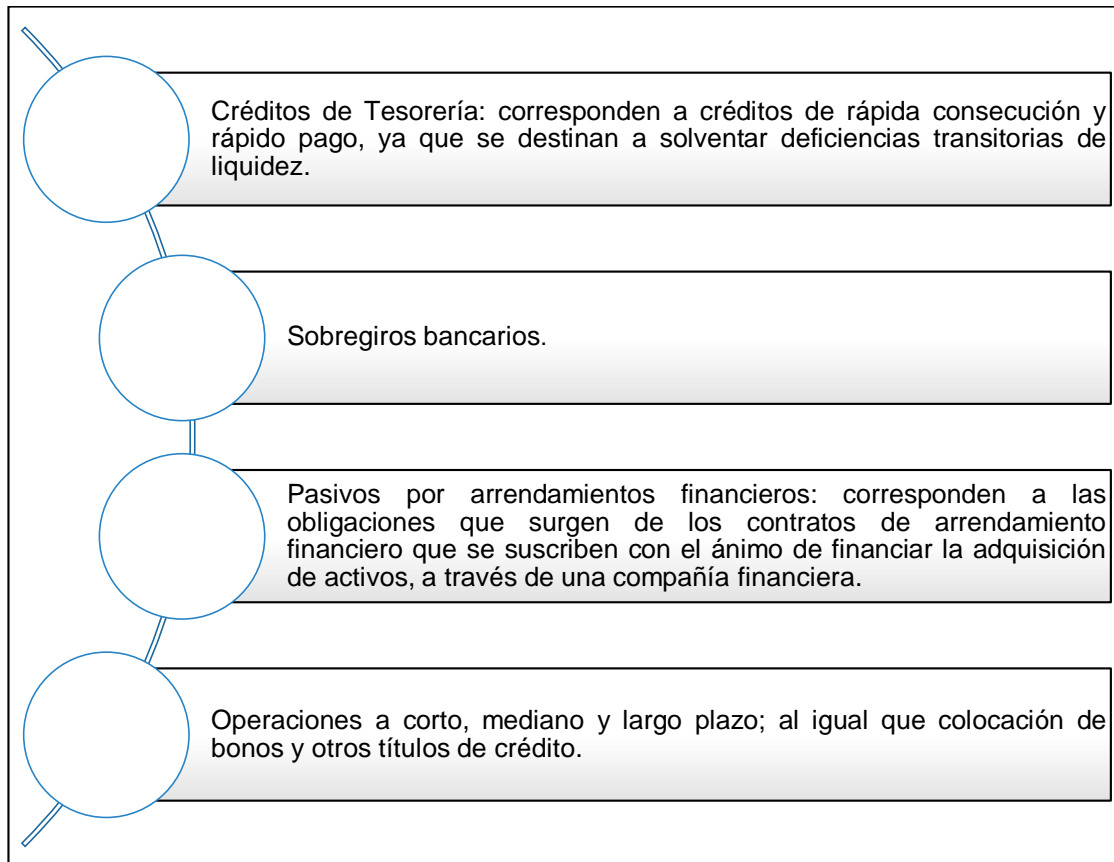 Créditos de Tesorería: corresponden a créditos de rápida consecución y
rápido pago, ya que se destinan a solventar deficiencias transitorias de
liquidez.
Sobregiros bancarios.
Pasivos por arrendamientos financieros: corresponden a las
obligaciones que surgen de los contratos de arrendamiento
financiero que se suscriben con el ánimo de financiar la adquisición
de activos, a través de una compañía financiera.
Operaciones a corto, mediano y largo plazo; al igual que colocación de
bonos y otros títulos de crédito.